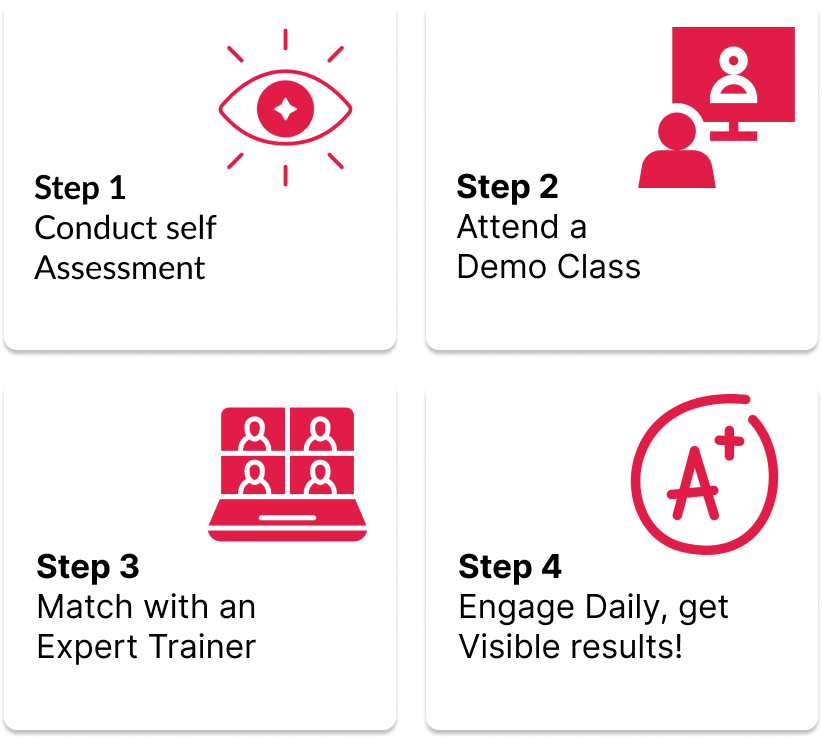 Step 1
Conduct self
Assessment
Step 2
Attend a
Demo Class
Step 3
Match with an
Expert Trainer
A+
Step 4
Engage Daily, get
Visible results!